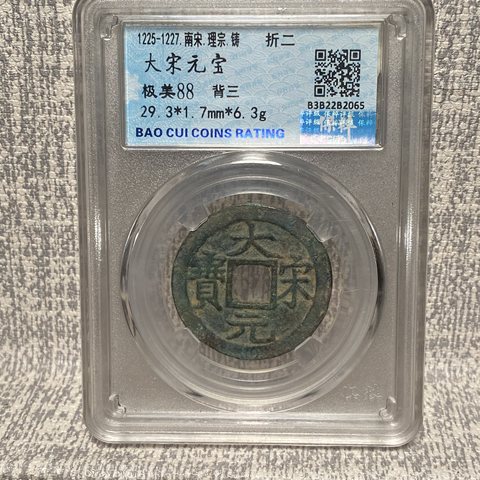 1225-1227.南宋.理宗.铸 折二
大宋元宝
极美88 背三
29.3*1.7mm*6.3g
B3B22B2065
BAO CUI COINS RATING
大
寳 宋
元